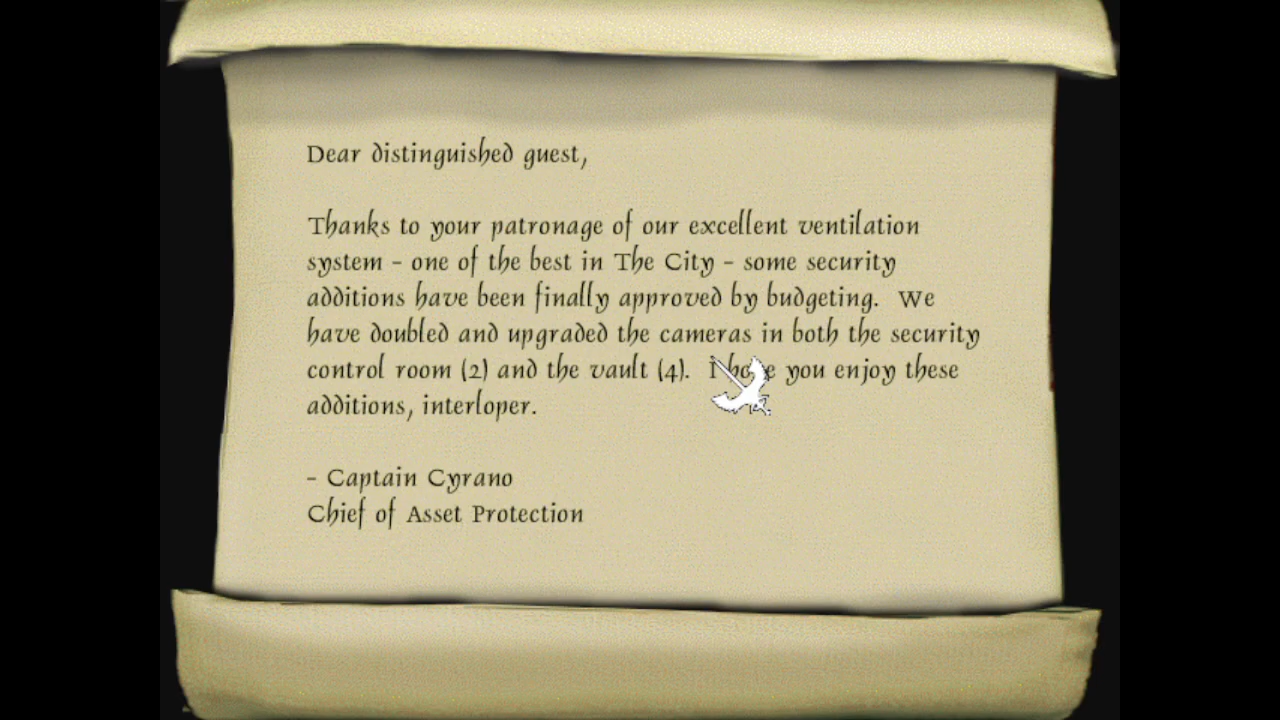 Dear distinguished guest,
Thanks to your patronage of our excellent ventilation
system - one of the best in The City - some security
additions have been finally approved by budgeting.  We
have doubled and upgraded the cameras in both the security
control room (2) and the vault (4).  I hope you enjoy these
additions, interloper.
- Captain Cyrano
Chief of Asset Protection